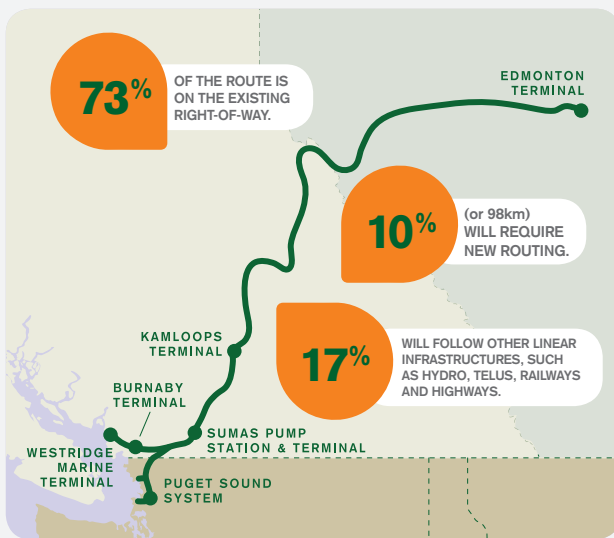 73%
OF THE ROUTE IS
ON THE EXISTING
RIGHT-OF-WAY.
EDMONTON
TERMINAL
10%
(or 98km)
WILL REQUIRE
NEW ROUTING.
KAMLOOPS
TERMINAL
17%
WILL FOLLOW OTHER LINEAR
INFRASTRUCTURES, SUCH
AS HYDRO, TELUS, RAILWAYS
AND HIGHWAYS.
BURNABY
TERMINAL
SUMAS PUMP
STATION & TERMINAL
WESTRIDGE
MARINE
TERMINAL
PUGET SOUND
SYSTEM